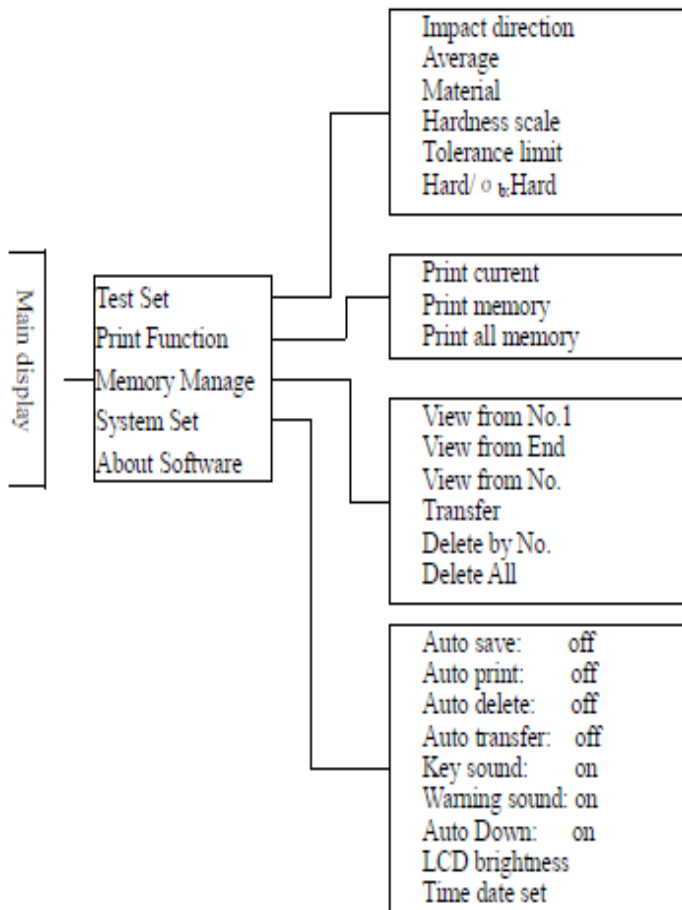 Main display
Test Set
Print Function
Memory Manage
System Set
About Software
Impact direction
Average
Material
Hardness scale
Tolerance limit
Hard/σb:Hard
Print current
Print memory
Print all memory
View from No.1
View from End
View from No.
Transfer
Delete by No.
Delete All
Auto save: off
Auto print: off
Auto delete: off
Auto transfer: off
Key sound: on
Warning sound: on
Auto Down: on
LCD brightness
Time date set